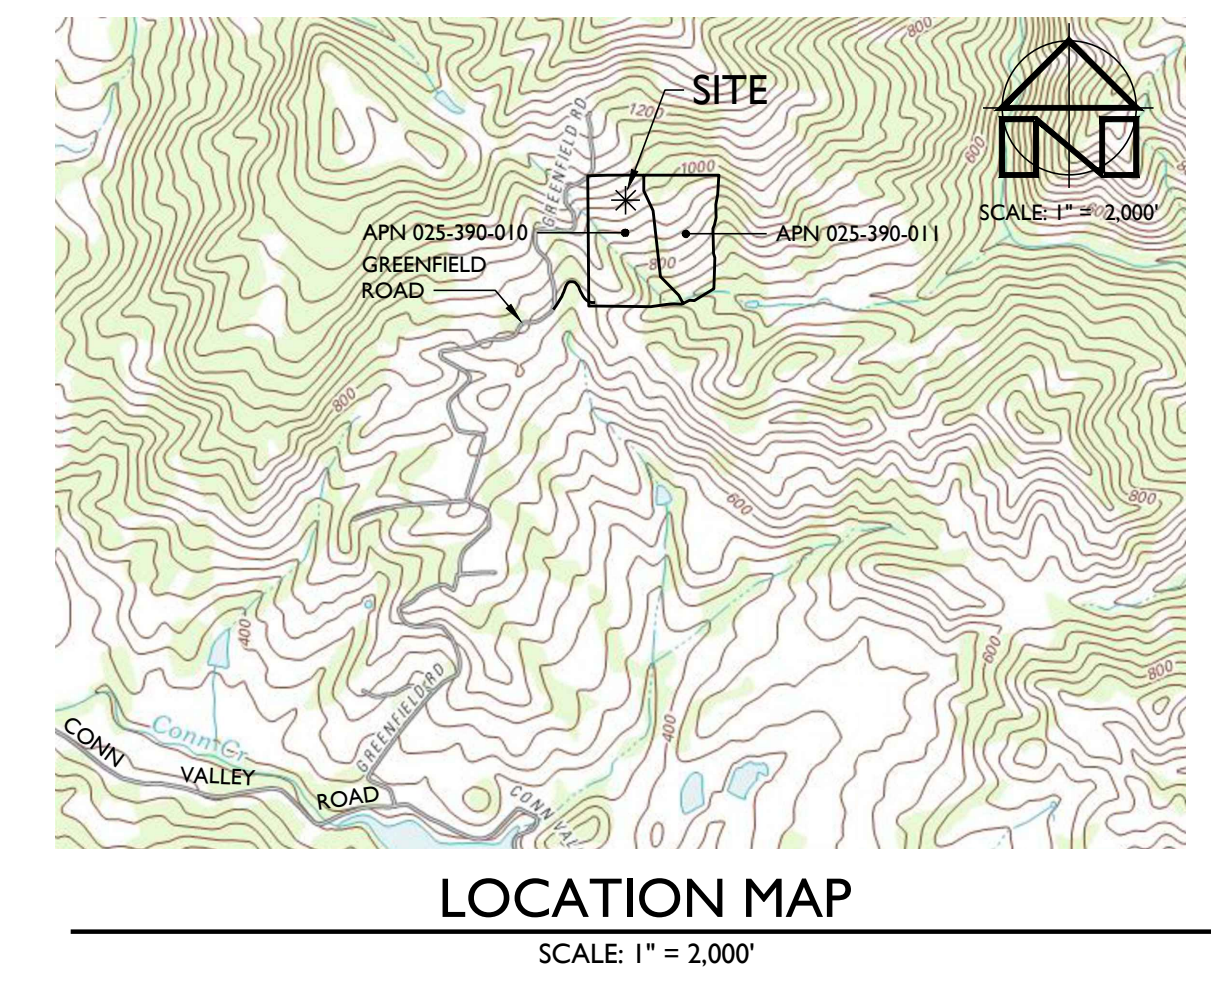 800
SITE
1200
GREENFIELD RD
600
1000
SCALE: 1" = 2,000'
600
APN 025-390-010
APN 025-390-011
GREENFIELD
ROAD
800
800
600
800
400
600
800
GREENFIELD RD
400
Conn Cr
CONN
VALLEY
ROAD
CONN VAL
LOCATION MAP
SCALE: 1" = 2,000'